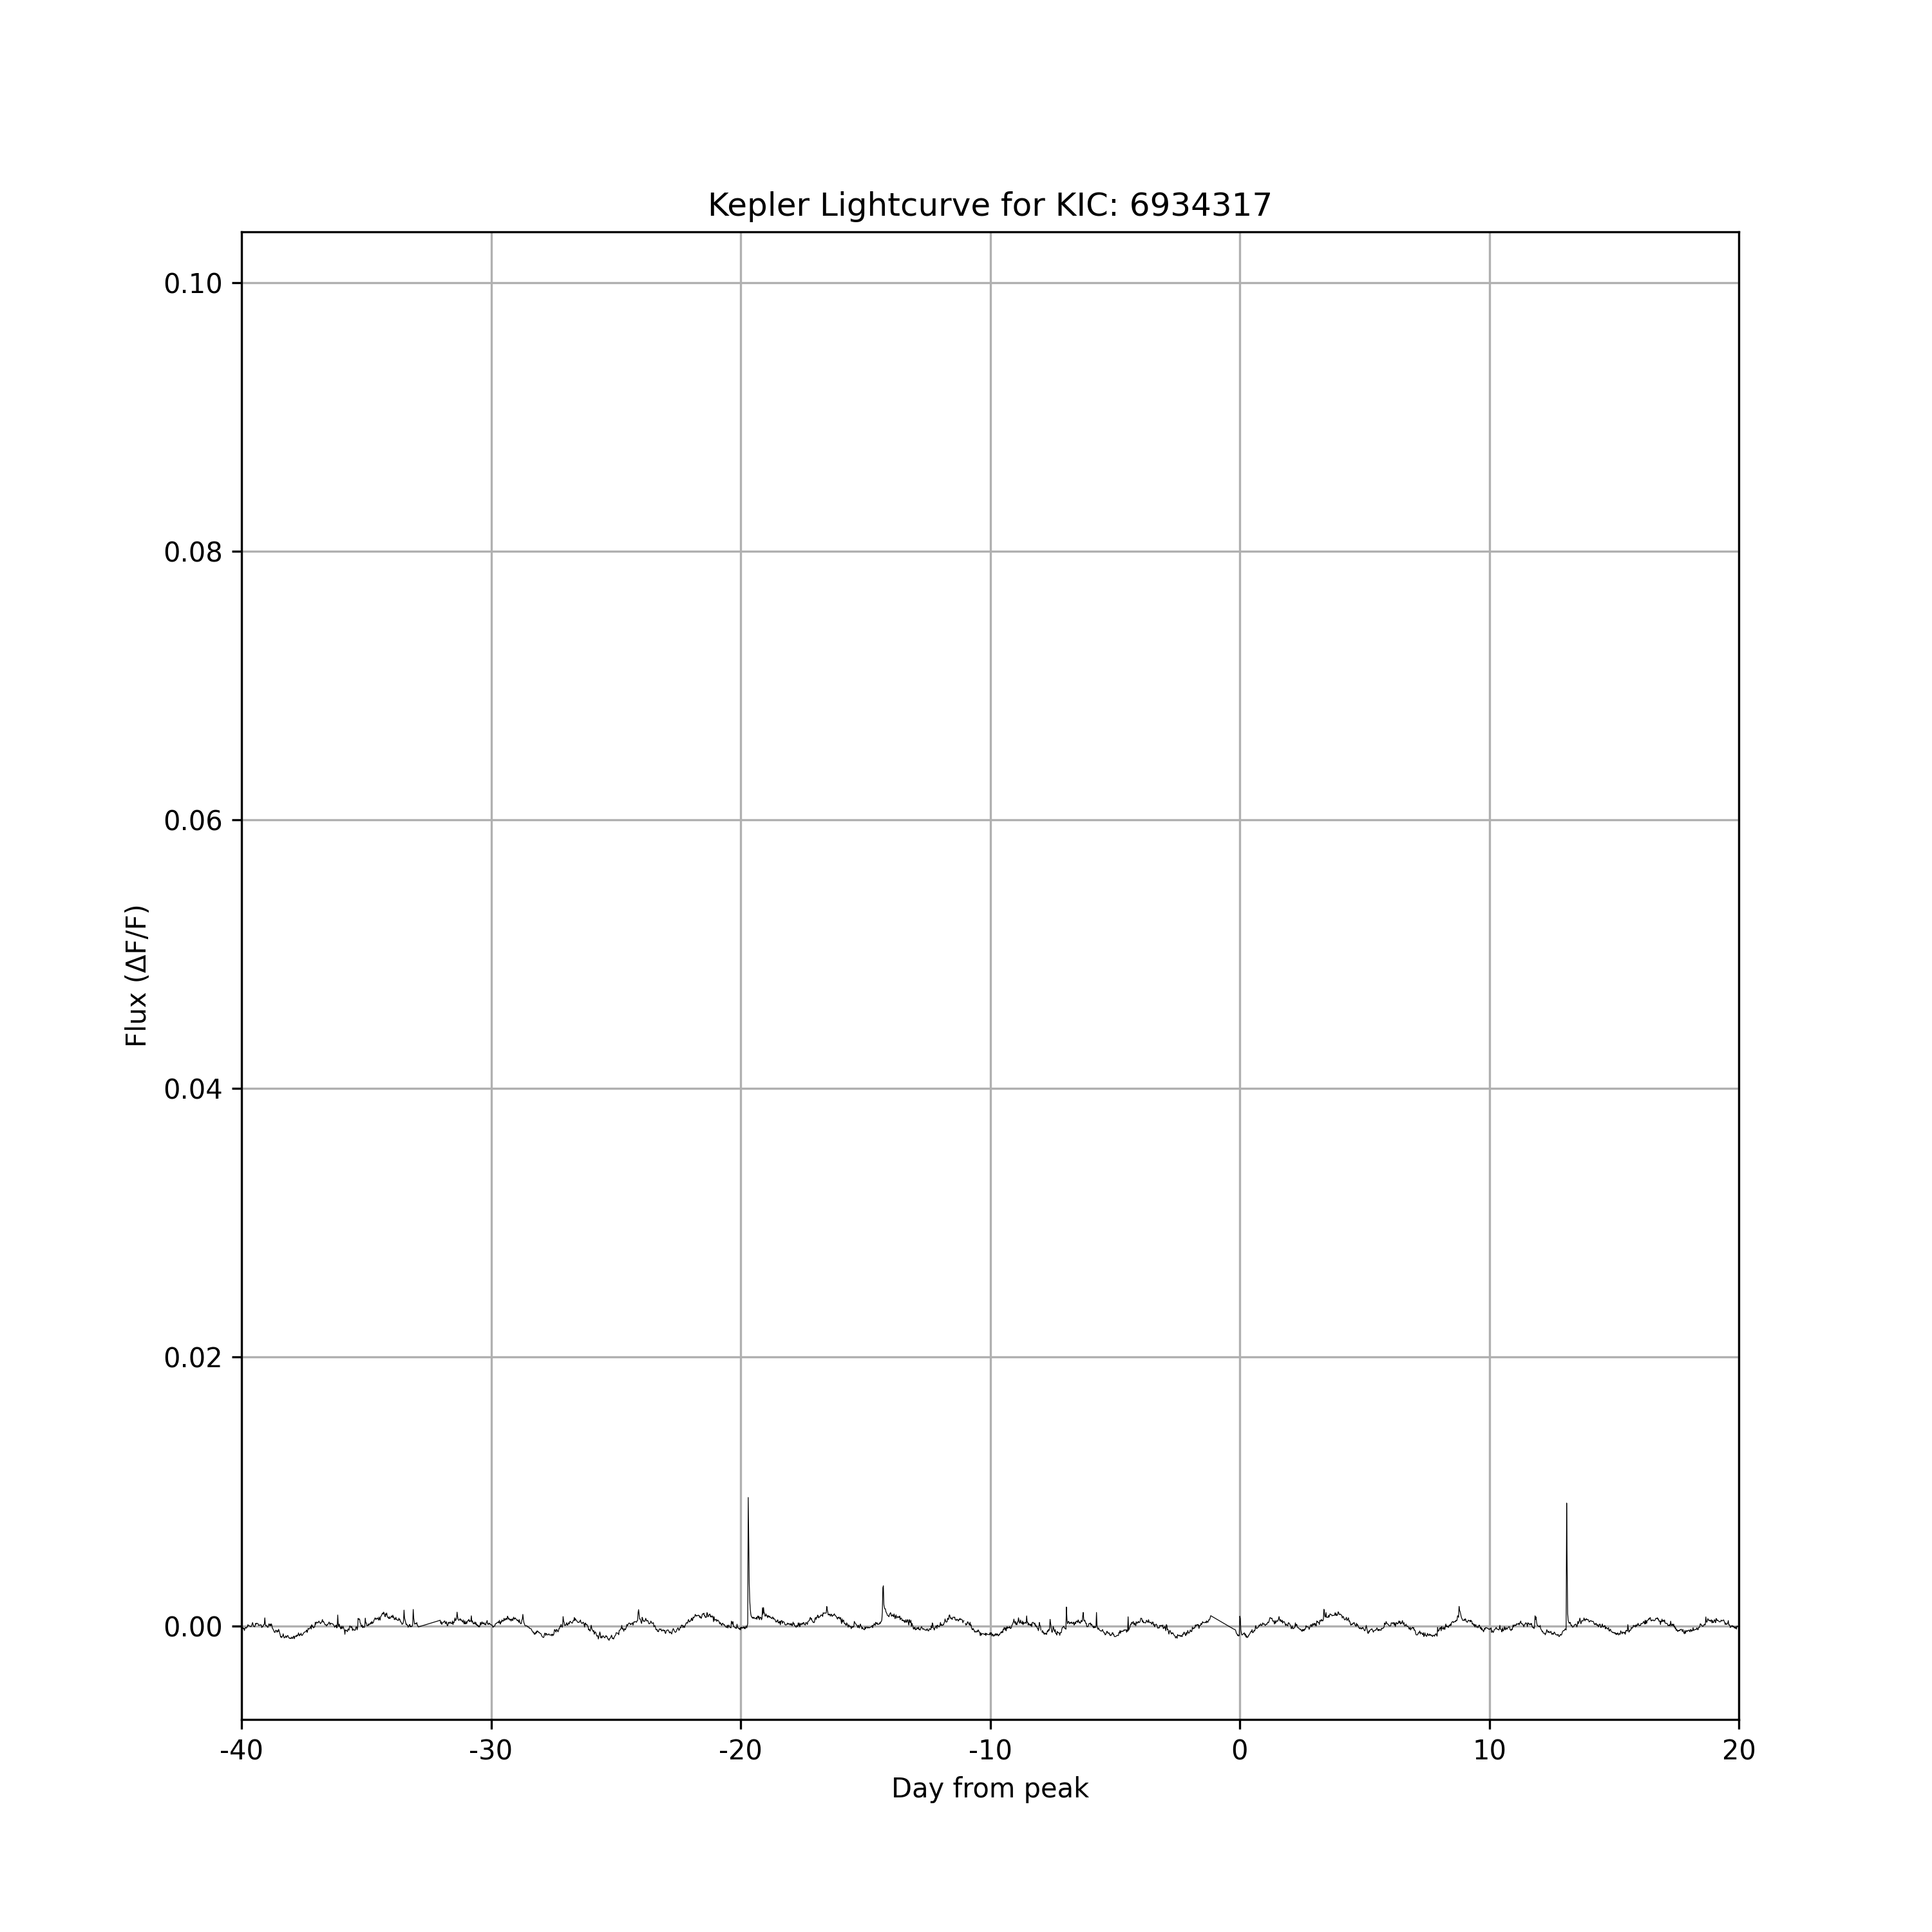 Kepler Lightcurve for KIC: 6934317
0.10
0.08
0.06
0.04
0.02
0.00
Flux (ΔF/F)
-40 -30 -20 -10 0 10 20
Day from peak